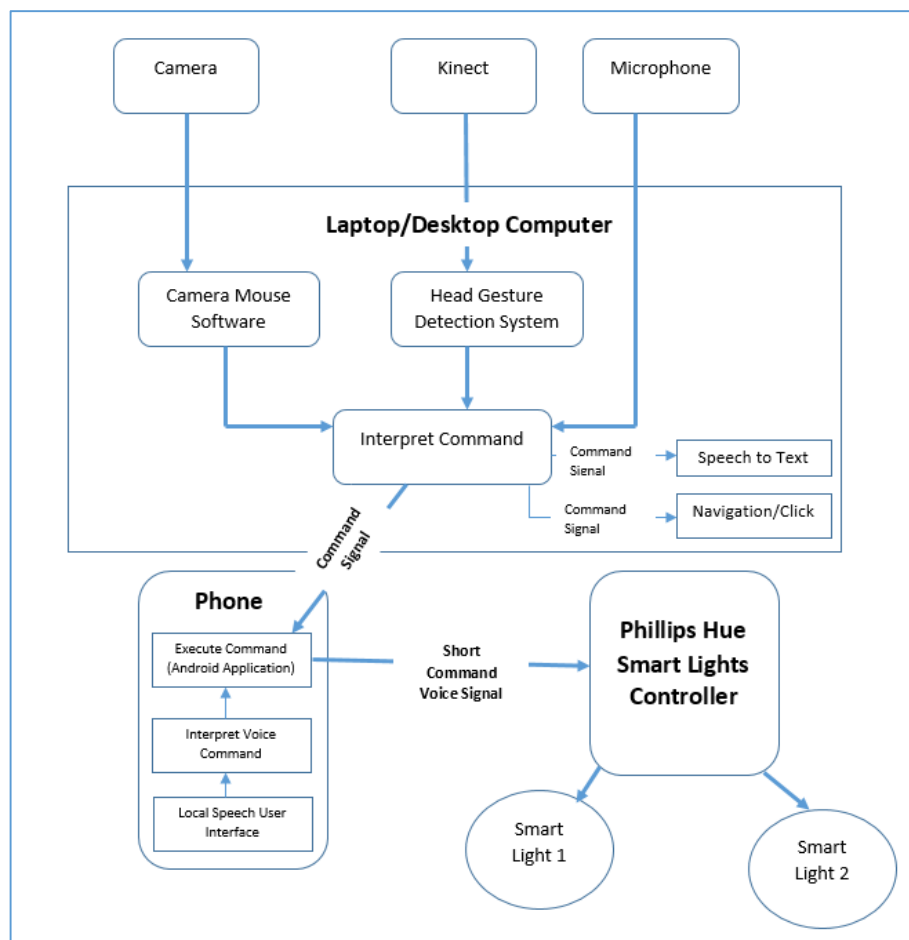 Camera
Kinect
Microphone
Laptop/Desktop Computer
Camera Mouse
Software
Head Gesture
Detection System
Interpret Command
Command
Signal
Speech to Text
Command
Signal
Navigation/Click
Command
Signal
Phone
Execute Command
(Android Application)
Interpret Voice
Command
Local Speech User
Interface
Short
Command
Voice Signal
Phillips Hue
Smart Lights
Controller
Smart
Light 1
Smart
Light 2